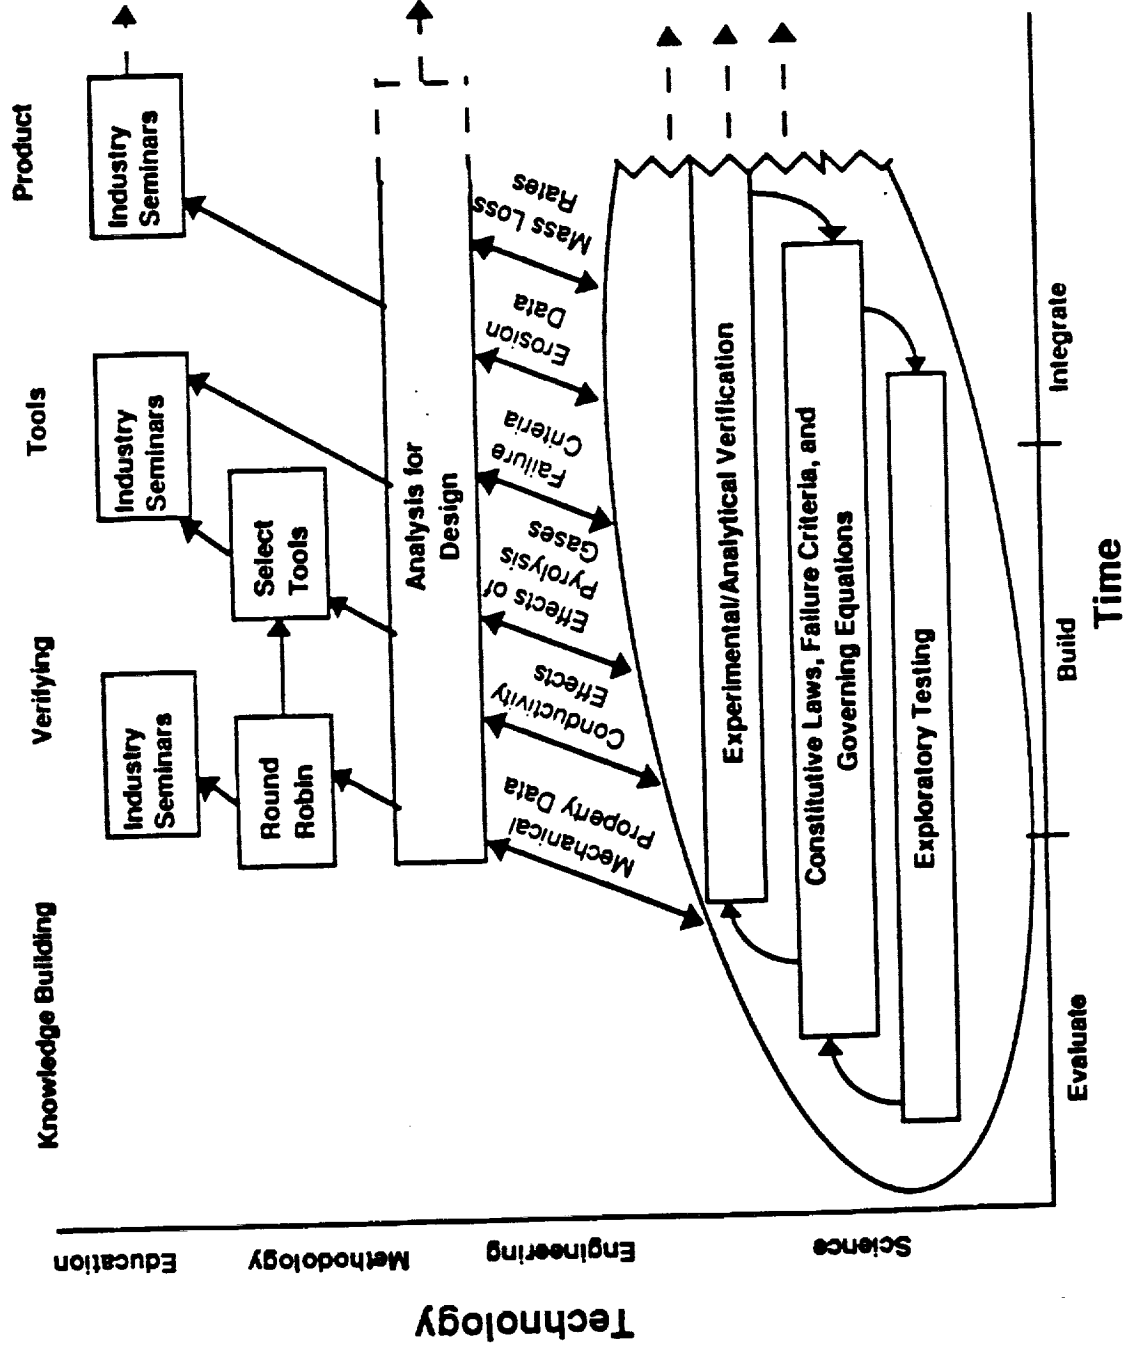 Knowledge Building
Verifying
Tools
Product
Industry
Seminars
Industry
Seminars
Industry
Seminars
Round
Robin
Select
Tools
Analysis for
Design
Mechanical
Property Data
Conductivity
Effects
Effects of
Pyrolysis
Gases
Failure
Criteria
Erosion
Data
Mass Loss
Rates
Experimental/Analytical Verification
Constitutive Laws, Failure Criteria, and
Governing Equations
Exploratory Testing
Technology
Education
Methodology
Engineering
Science
Evaluate
Build
Integrate
Time